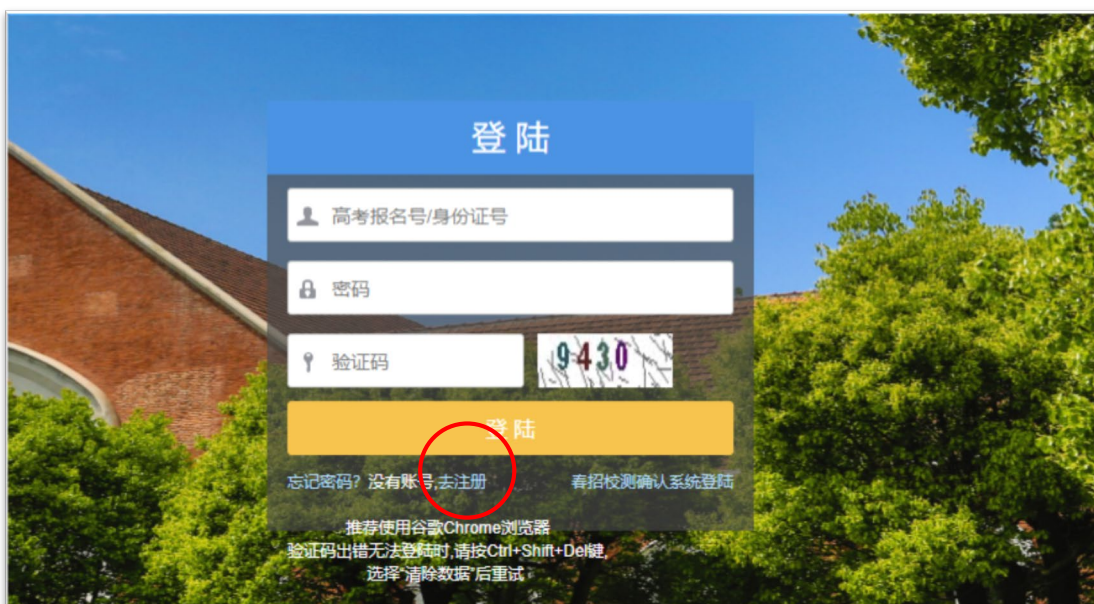 登 陆
高考报名号/身份证号
密码
验证码 9430
登 陆
忘记密码? 没有账号,去注册 春招校测确认系统登陆
推荐使用谷歌Chrome浏览器
验证码出错无法登陆时,请按Ctrl+Shift+Del键,
选择“清除数据”后重试